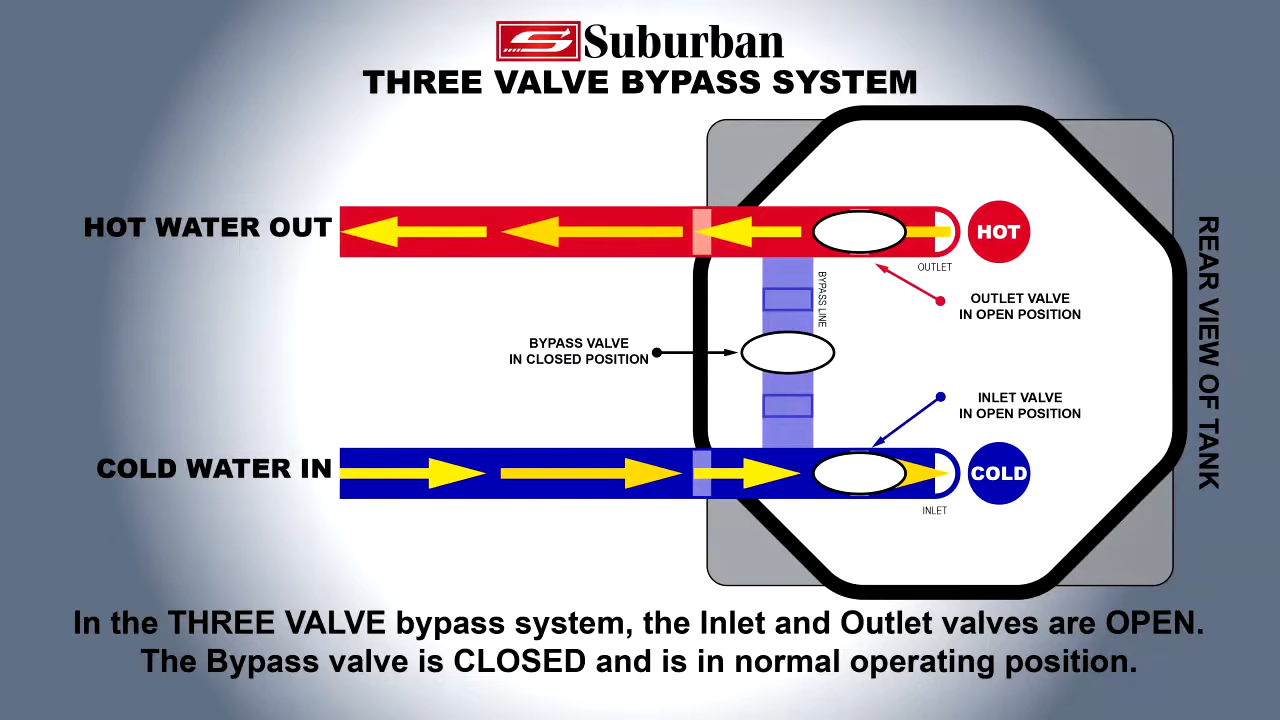 Suburban
THREE VALVE BYPASS SYSTEM
HOT WATER OUT
HOT
OUTLET
BYPASS LINE
OUTLET VALVE
IN OPEN POSITION
BYPASS VALVE
IN CLOSED POSITION
REAR VIEW OF TANK
INLET VALVE
IN OPEN POSITION
COLD WATER IN
COLD
INLET
In the THREE VALVE bypass system, the Inlet and Outlet valves are OPEN.
The Bypass valve is CLOSED and is in normal operating position.